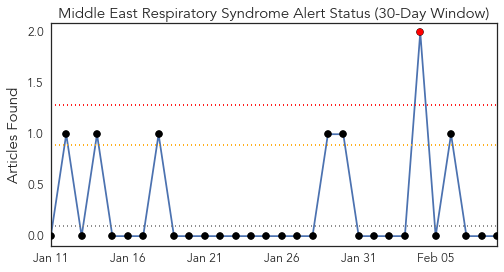 Middle East Respiratory Syndrome Alert Status (30-Day Window)
Articles Found
2.0
1.5
1.0
0.5
0.0
Jan 11 Jan 16 Jan 21 Jan 26 Jan 31 Feb 05